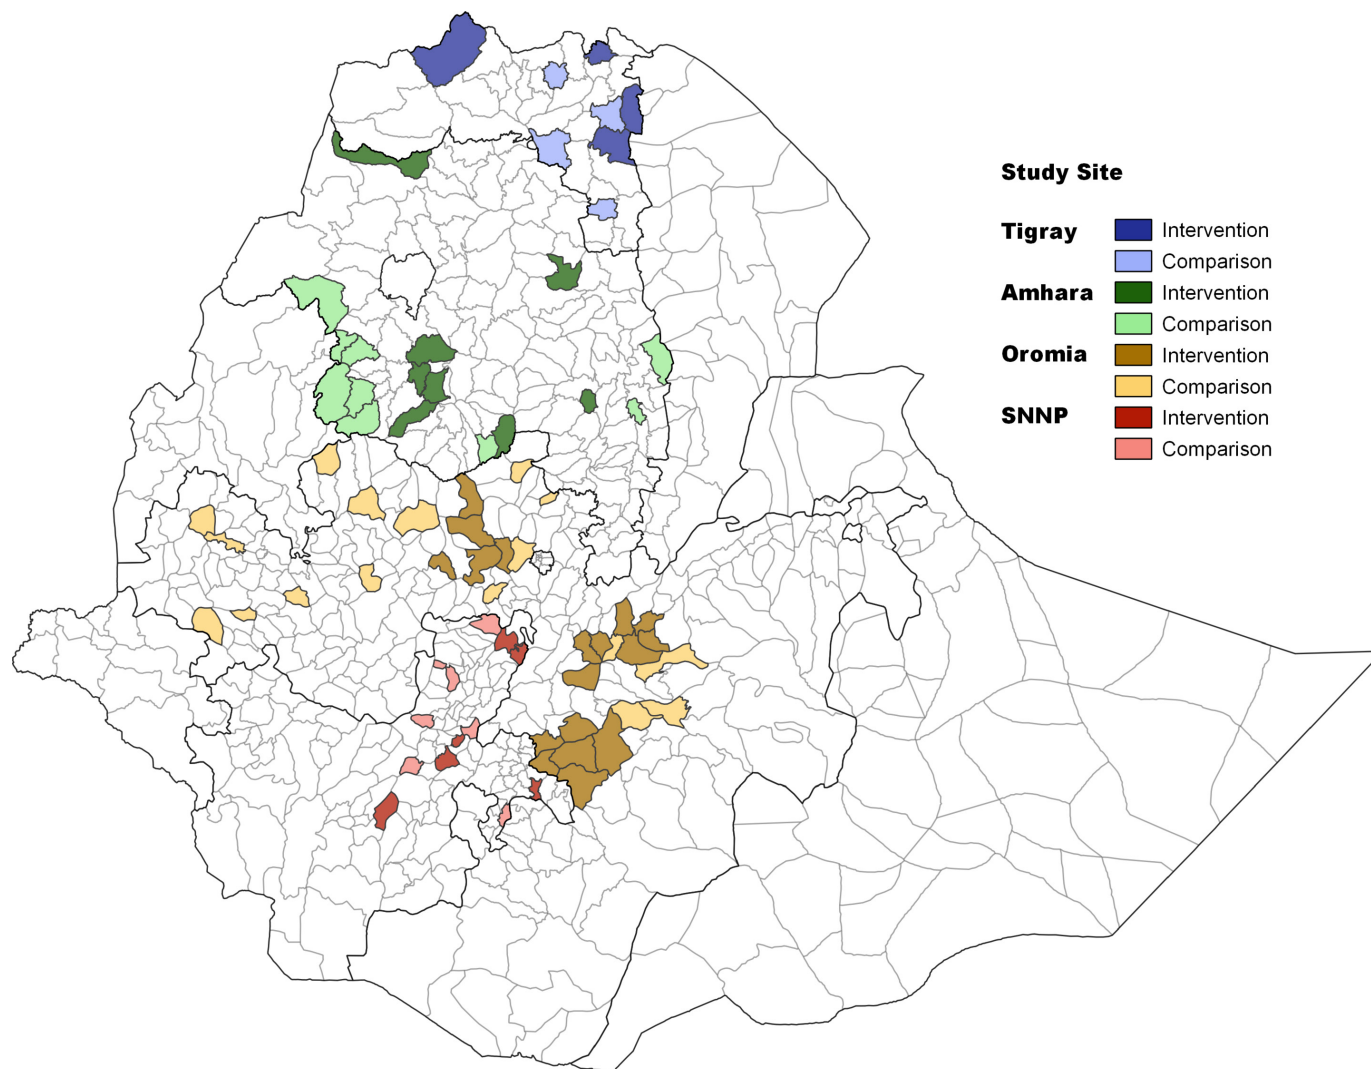 Study Site
Tigray Intervention
Comparison
Amhara Intervention
Comparison
Oromia Intervention
Comparison
SNNP Intervention
Comparison